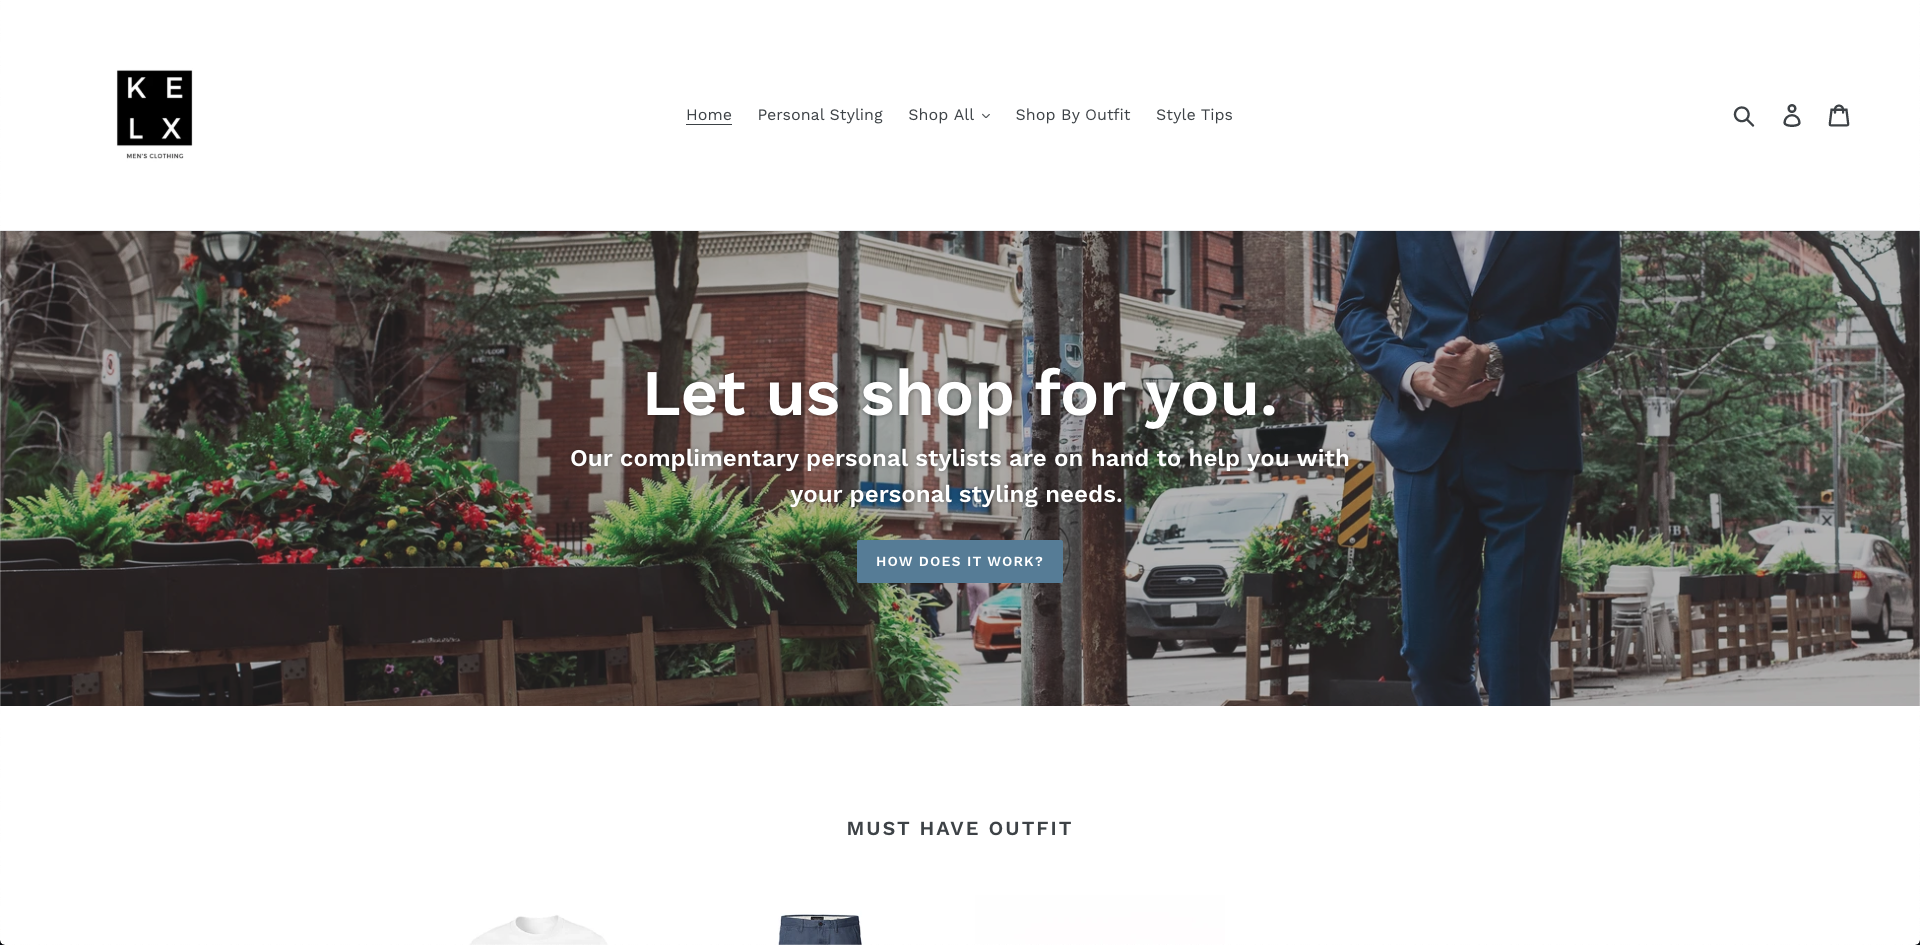 K E
L X
MEN'S CLOTHING
Home
Personal Styling
Shop All
Shop By Outfit
Style Tips
Let us shop for you.
Our complimentary personal stylists are on hand to help you with
your personal styling needs.
HOW DOES IT WORK?
MUST HAVE OUTFIT